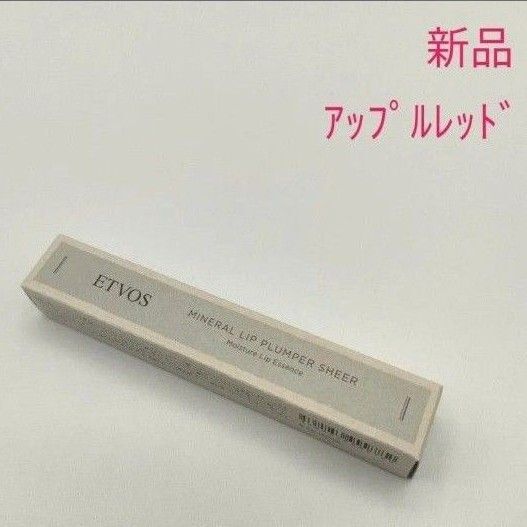 新品
ｱｯﾌﾟﾙﾚｯﾄﾞ
ETVOS
MINERAL LIP PLUMPER SHEER
Moisture Lip Essence